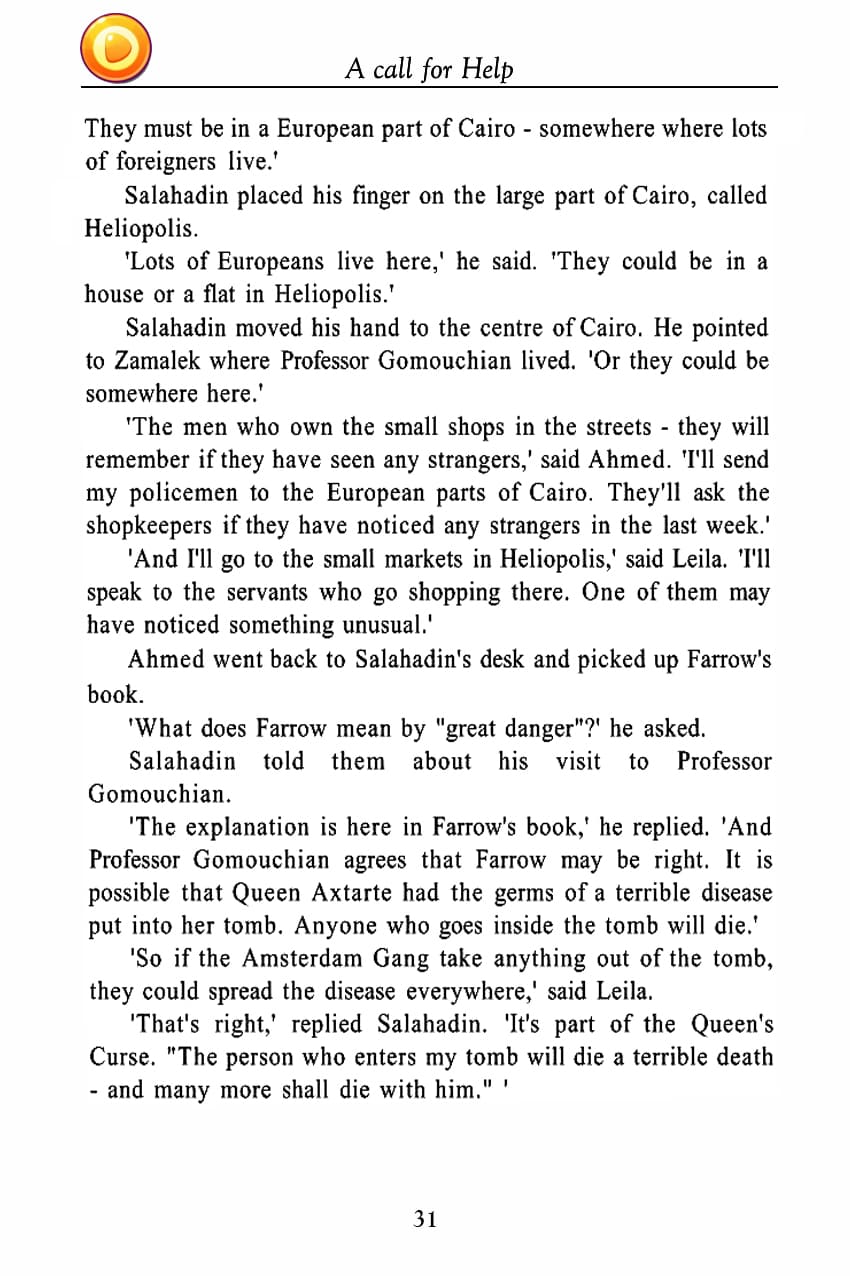 A call for Help
They must be in a European part of Cairo - somewhere where lots
of foreigners live.'
Salahadin placed his finger on the large part of Cairo, called
Heliopolis.
'Lots of Europeans live here,' he said. 'They could be in a
house or a flat in Heliopolis.'
Salahadin moved his hand to the centre of Cairo. He pointed
to Zamalek where Professor Gomouchian lived. 'Or they could be
somewhere here.'
'The men who own the small shops in the streets - they will
remember if they have seen any strangers,' said Ahmed. 'I'll send
my policemen to the European parts of Cairo. They'll ask the
shopkeepers if they have noticed any strangers in the last week.'
'And I'll go to the small markets in Heliopolis,' said Leila. 'I'll
speak to the servants who go shopping there. One of them may
have noticed something unusual.'
Ahmed went back to Salahadin's desk and picked up Farrow's
book.
'What does Farrow mean by "great danger"?' he asked.
Salahadin told them about his visit to Professor
Gomouchian.
'The explanation is here in Farrow's book,' he replied. 'And
Professor Gomouchian agrees that Farrow may be right. It is
possible that Queen Axtarte had the germs of a terrible disease
put into her tomb. Anyone who goes inside the tomb will die.'
'So if the Amsterdam Gang take anything out of the tomb,
they could spread the disease everywhere,' said Leila.
'That's right,' replied Salahadin. 'It's part of the Queen's
Curse. "The person who enters my tomb will die a terrible death
- and many more shall die with him." '
31